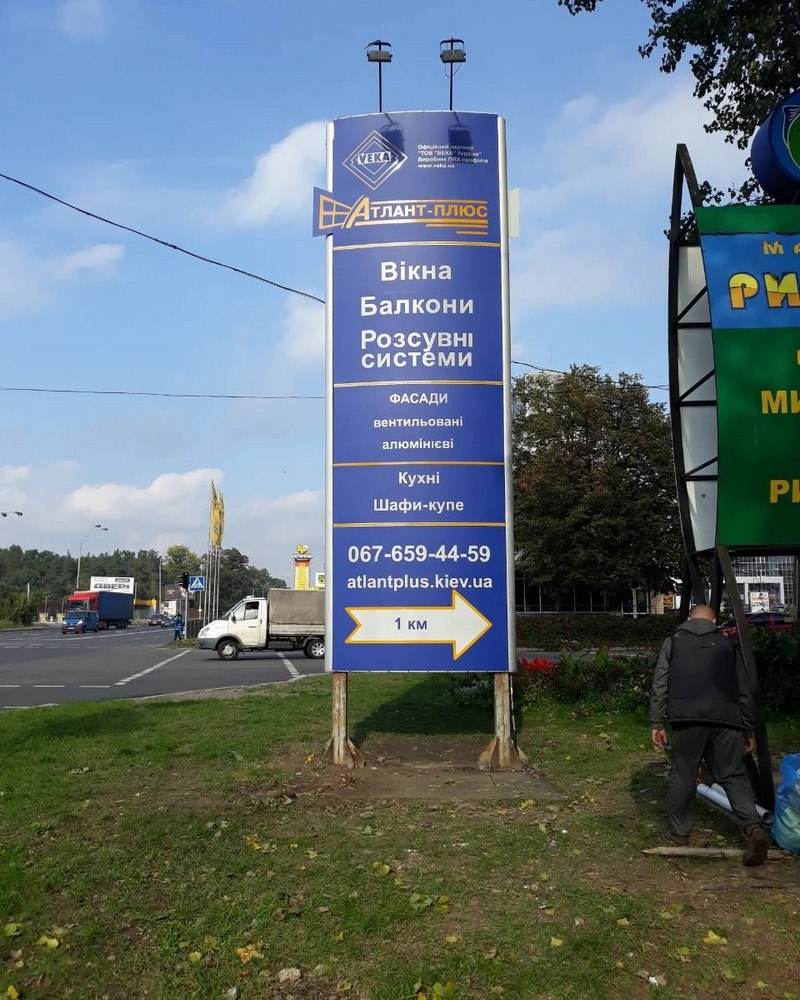 VEKA
Офіційний партнер
"ТОВ "ВЕКА Україна"
Виробник ПВХ-профілів
www.veka.ua
АТЛАНТ-ПЛЮС
Вікна
Балкони
Розсувні
системи
ФАСАДИ
вентильовані
алюмінієві
Кухні
Шафи-купе
067-659-44-59
atlantplus.kiev.ua
1 км
ДВЕРІ